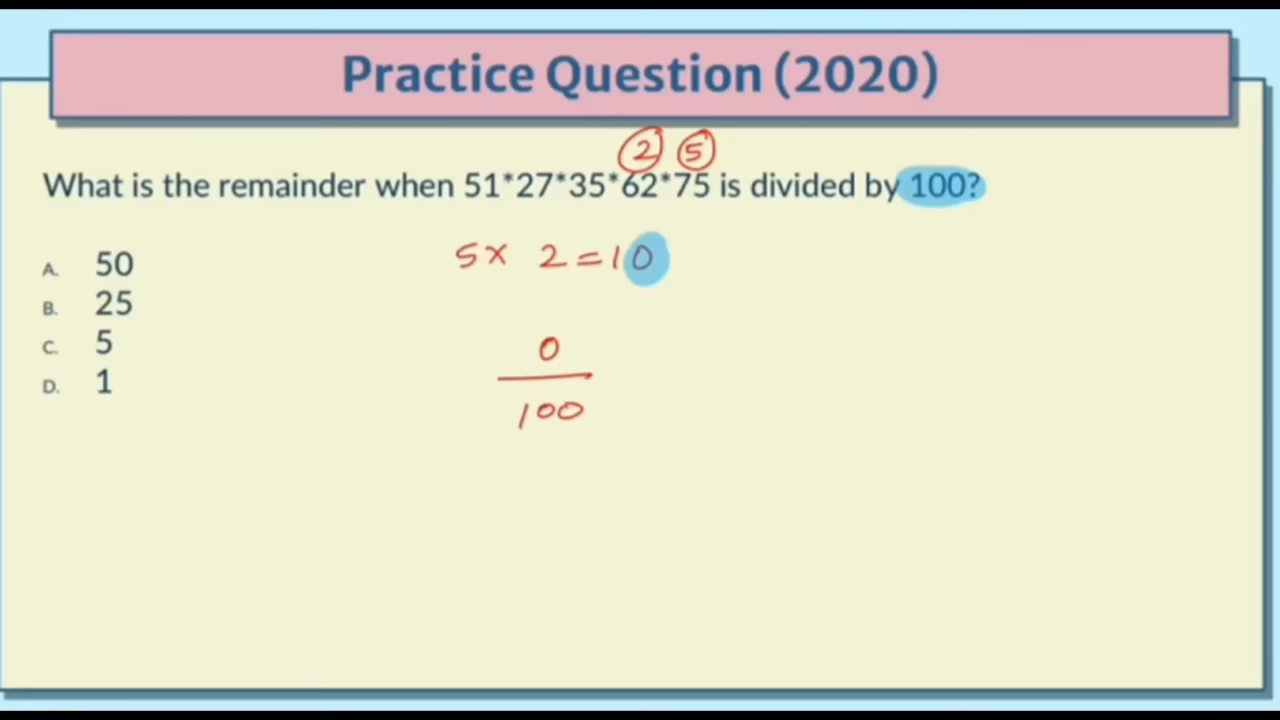 Practice Question (2020)
2 5
What is the remainder when 51*27*35*62*75 is divided by 100?
5 x 2 = 10
A. 50
B. 25
C. 5
D. 1
0
100